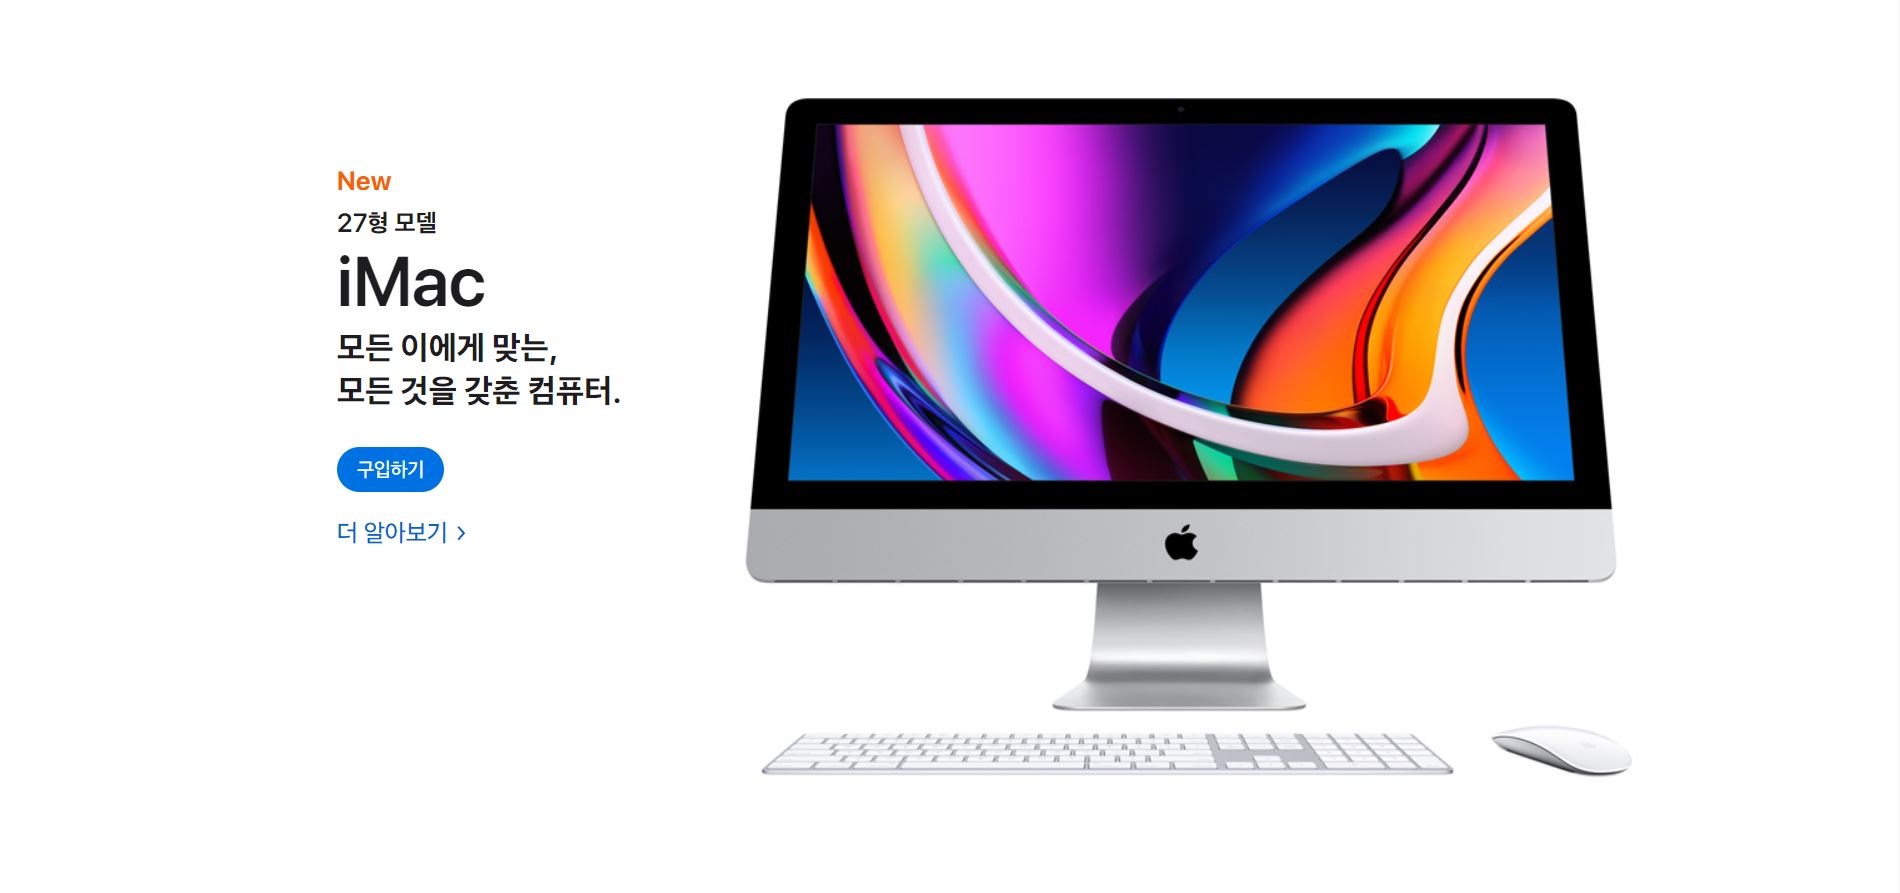 New
27형 모델
iMac
모든 이에게 맞는,
모든 것을 갖춘 컴퓨터.
구입하기
더 알아보기 >